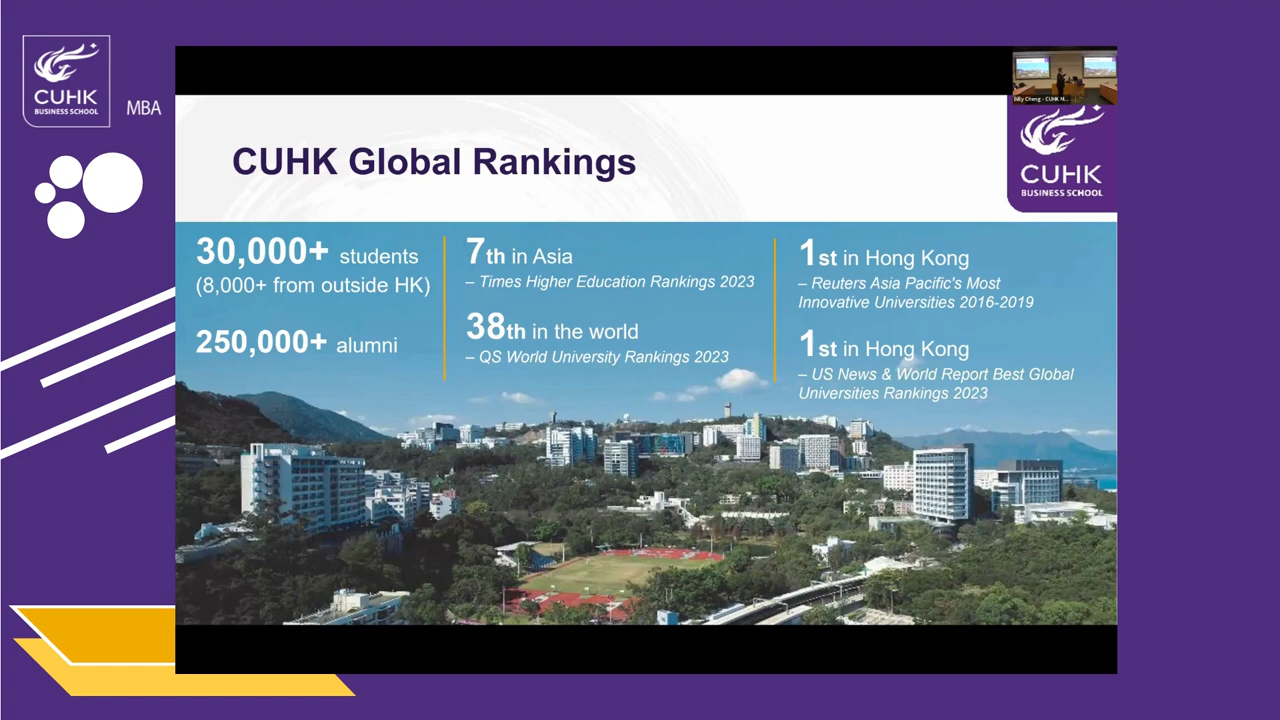 CUHK
BUSINESS SCHOOL
MBA
Billy Cheng - CUHK M...
CUHK
BUSINESS SCHOOL
CUHK Global Rankings
30,000+ students
(8,000+ from outside HK)
250,000+ alumni
7th in Asia
– Times Higher Education Rankings 2023
38th in the world
– QS World University Rankings 2023
1st in Hong Kong
– Reuters Asia Pacific's Most
Innovative Universities 2016-2019
1st in Hong Kong
– US News & World Report Best Global
Universities Rankings 2023